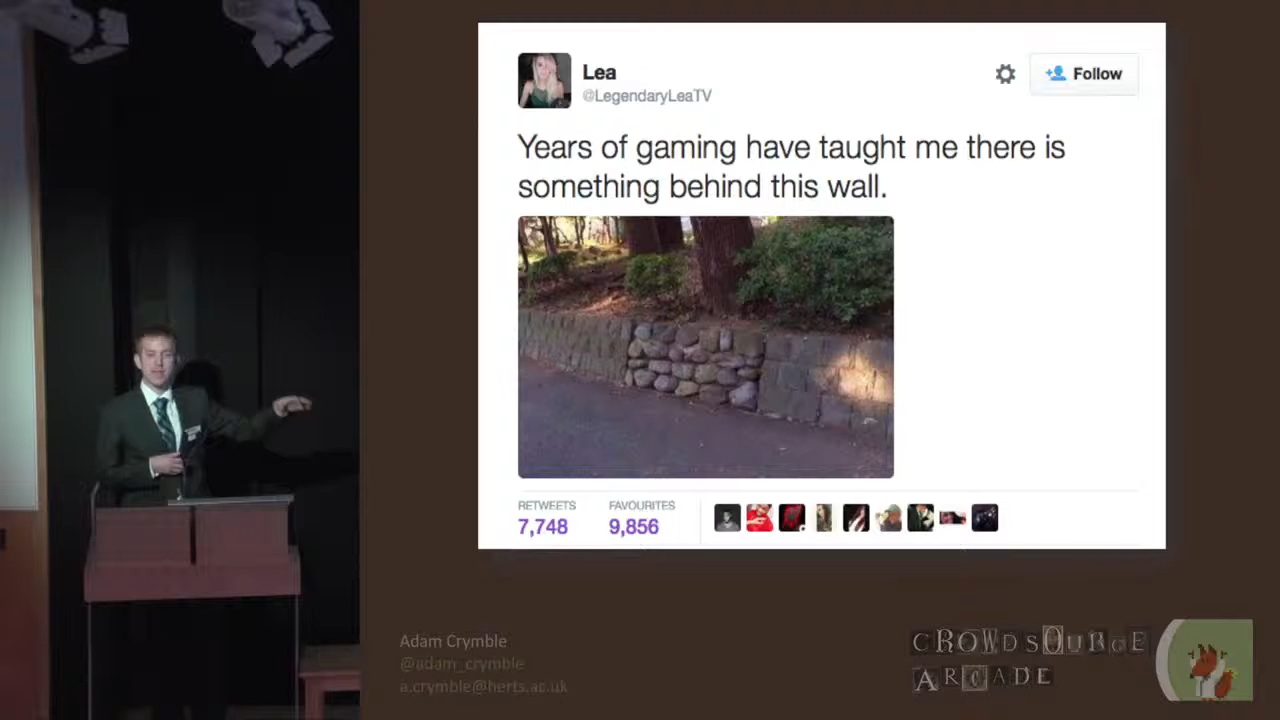 Lea
@LegendaryLeaTV
Follow
Years of gaming have taught me there is
something behind this wall.
RETWEETS FAVOURITES
7,748 9,856
Adam Crymble
@adam_crymble
a.crymble@herts.ac.uk
CROWDSOURCE
ARCADE